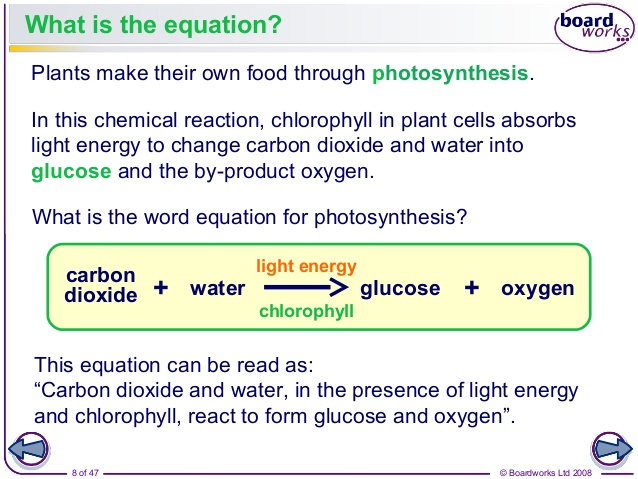 What is the equation?
board
works
Plants make their own food through photosynthesis.
In this chemical reaction, chlorophyll in plant cells absorbs
light energy to change carbon dioxide and water into
glucose and the by-product oxygen.
What is the word equation for photosynthesis?
carbon
dioxide + water light energy glucose + oxygen
chlorophyll
This equation can be read as:
“Carbon dioxide and water, in the presence of light energy
and chlorophyll, react to form glucose and oxygen”.
8 of 47
© Boardworks Ltd 2008